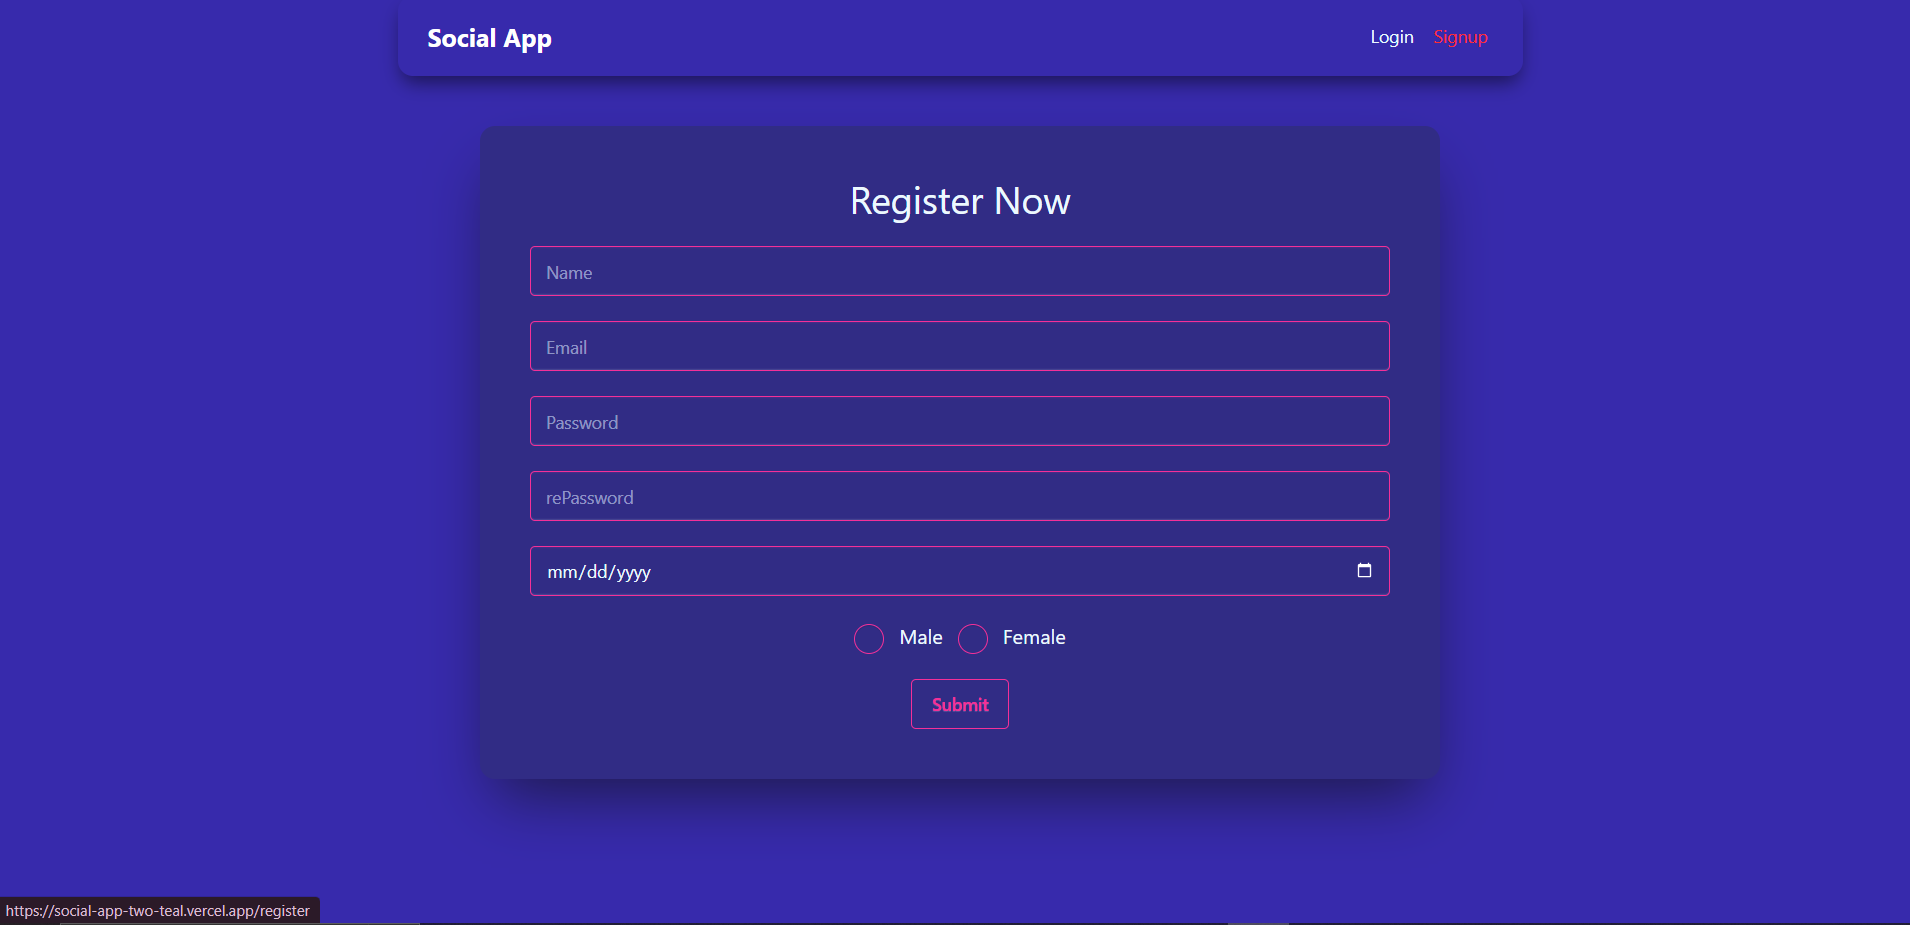 Social App
Login Signup
Register Now
Name
Email
Password
rePassword
mm/dd/yyyy
Male Female
Submit
https://social-app-two-teal.vercel.app/register